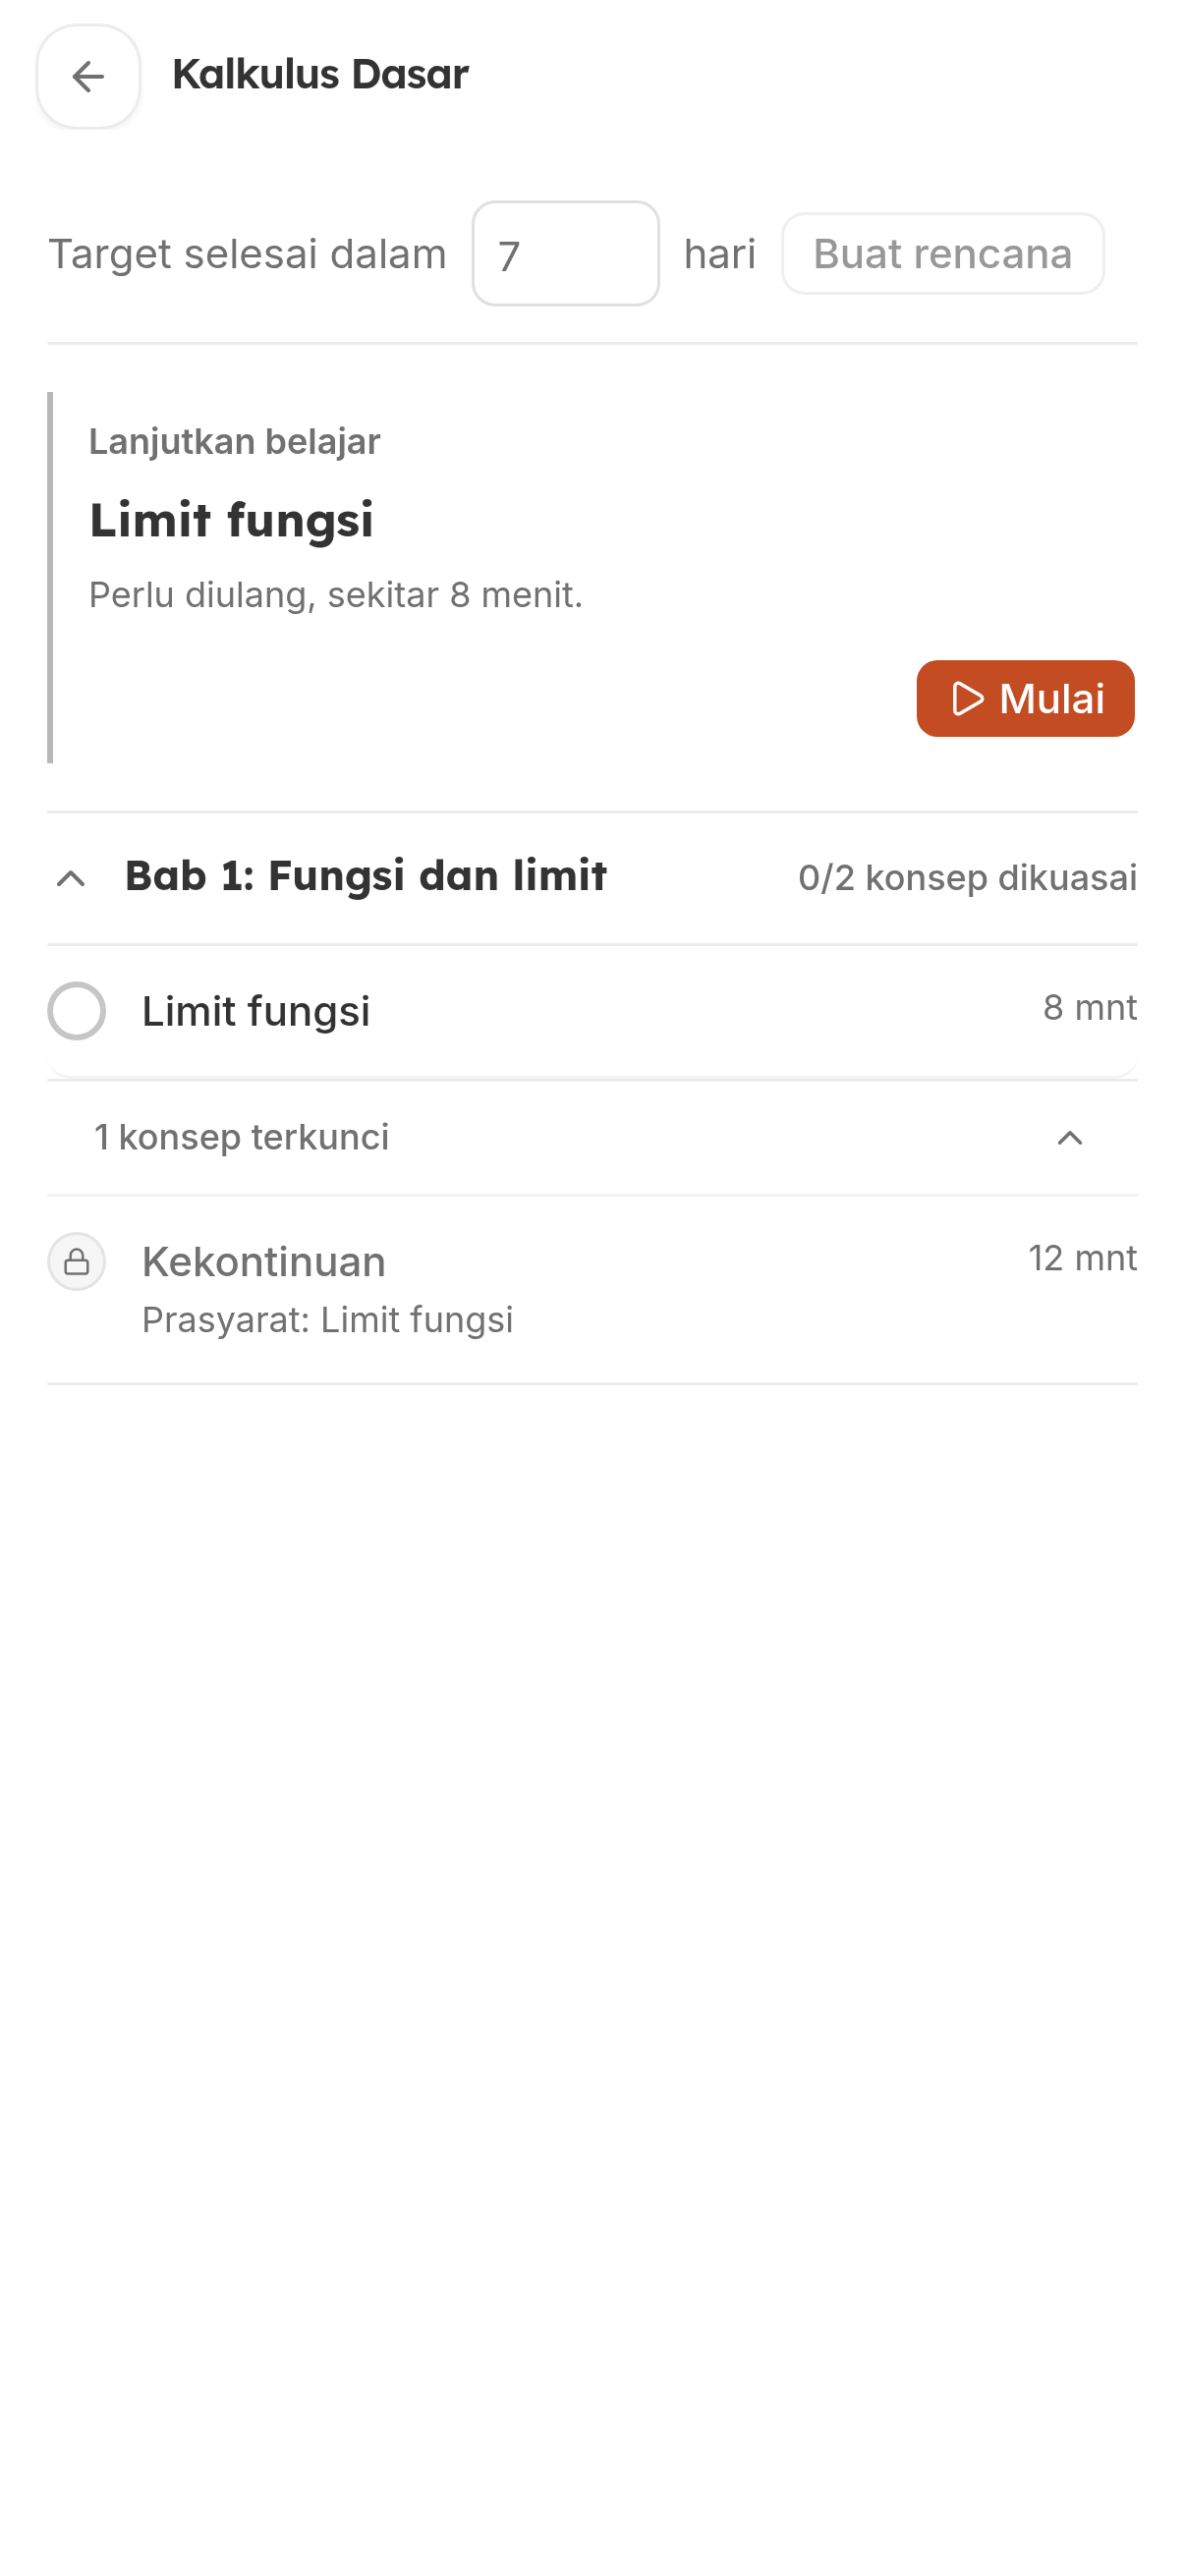 Kalkulus Dasar
Target selesai dalam 7 hari Buat rencana
Lanjutkan belajar
Limit fungsi
Perlu diulang, sekitar 8 menit.
Mulai
Bab 1: Fungsi dan limit 0/2 konsep dikuasai
Limit fungsi 8 mnt
1 konsep terkunci
Kekontinuan 12 mnt
Prasyarat: Limit fungsi